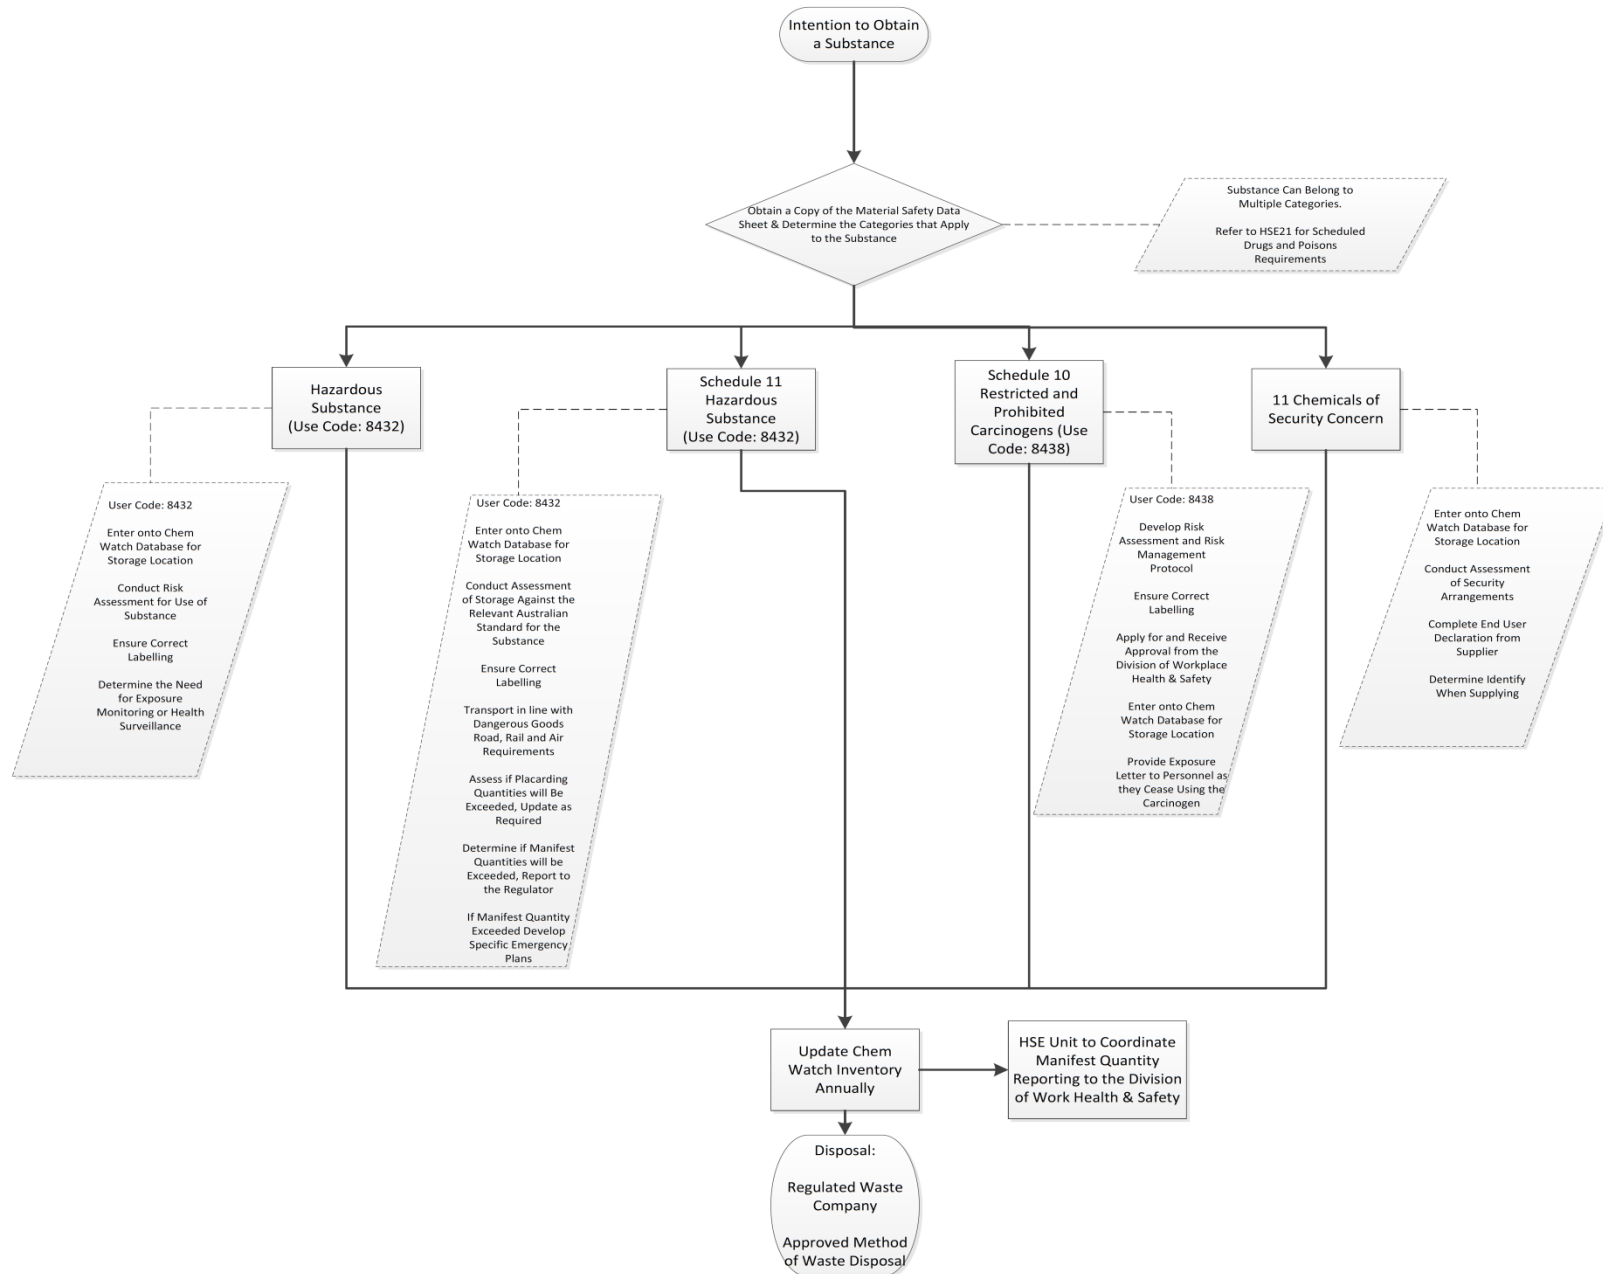 Intention to Obtain
a Substance
Obtain a Copy of the Material Safety Data
Sheet & Determine the Categories that Apply
to the Substance
Substance Can Belong to
Multiple Categories.
Refer to HSE21 for Scheduled
Drugs and Poisons
Requirements
Hazardous
Substance
(Use Code: 8432)
Schedule 11
Hazardous
Substance
(Use Code: 8432)
Schedule 10
Restricted and
Prohibited
Carcinogens (Use
Code: 8438)
11 Chemicals of
Security Concern
User Code: 8432
Enter onto Chem
Watch Database for
Storage Location
Conduct Risk
Assessment for Use of
Substance
Ensure Correct
Labelling
Determine the Need
for Exposure
Monitoring or Health
Surveillance
User Code: 8432
Enter onto Chem
Watch Database for
Storage Location
Conduct Assessment
of Storage Against the
Relevant Australian
Standard for the
Substance
Ensure Correct
Labelling
Transport in line with
Dangerous Goods
Road, Rail and Air
Requirements
Assess if Placarding
Quantities will Be
Exceeded, Update as
Required
Determine if Manifest
Quantities will be
Exceeded, Report to
the Regulator
If Manifest Quantity
Exceeded Develop
Specific Emergency
Plans
User Code: 8438
Develop Risk
Assessment and Risk
Management
Protocol
Ensure Correct
Labelling
Apply for and Receive
Approval from the
Division of Workplace
Health & Safety
Enter onto Chem
Watch Database for
Storage Location
Provide Exposure
Letter to Personnel as
they Cease Using the
Carcinogen
Enter onto Chem
Watch Database for
Storage Location
Conduct Assessment
of Security
Arrangements
Complete End User
Declaration from
Supplier
Determine Identify
When Supplying
Update Chem
Watch Inventory
Annually
HSE Unit to Coordinate
Manifest Quantity
Reporting to the Division
of Work Health & Safety
Disposal:
Regulated Waste
Company
Approved Method
of Waste Disposal